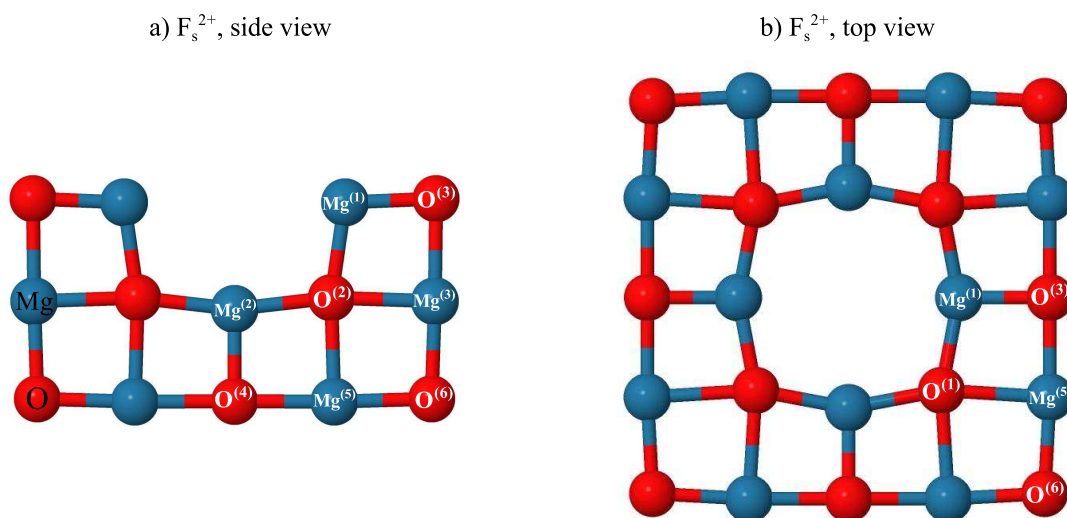 a) Fs2+, side view
b) Fs2+, top view
Mg(1)
O(3)
Mg
Mg(2)
O(2)
Mg(3)
O
O(4)
Mg(5)
O(6)
Mg(1)
O(3)
O(1)
Mg(5
O(6)